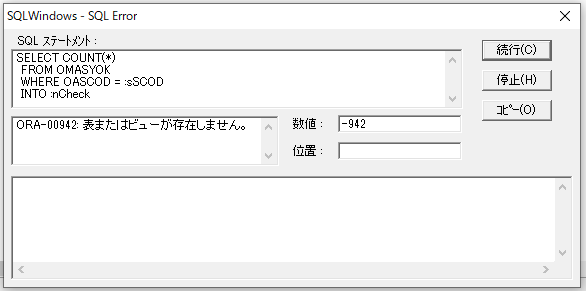 SQLWindows - SQL Error
SQL ステートメント :
SELECT COUNT(*)
FROM OMASYOK
WHERE OASCOD = :sSCOD
INTO :nCheck
続行(C)
停止(H)
コピー(O)
ORA-00942: 表またはビューが存在しません。
数値 :
-942
位置 :